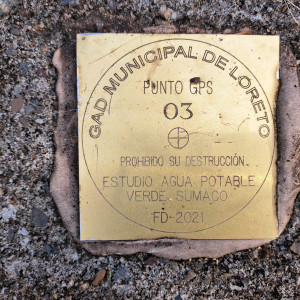 GAD MUNICIPAL DE LORETO
PUNTO GPS
03
PROHIBIDO SU DESTRUCCIÓN
ESTUDIO AGUA POTABLE
VERDE SUMACO
FD-2021